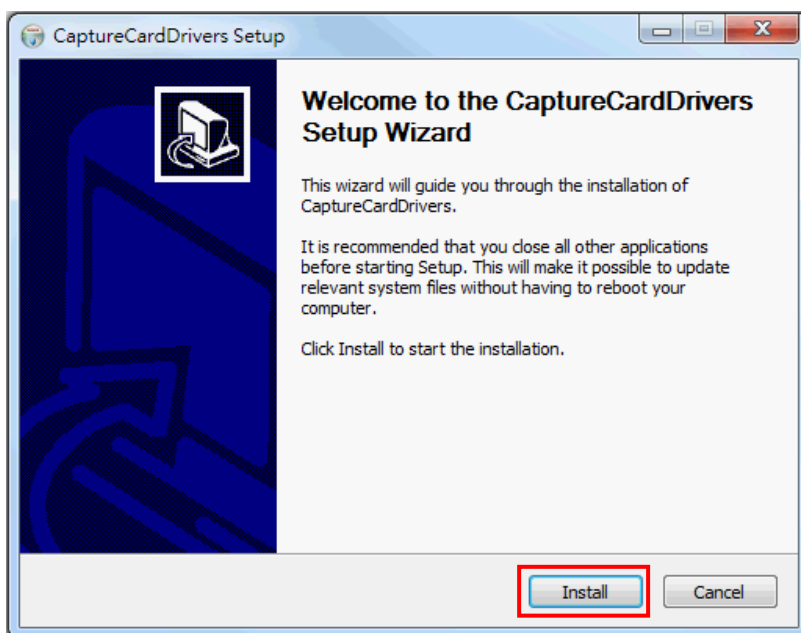 CaptureCardDrivers Setup
Welcome to the CaptureCardDrivers
Setup Wizard
This wizard will guide you through the installation of
CaptureCardDrivers.
It is recommended that you close all other applications
before starting Setup. This will make it possible to update
relevant system files without having to reboot your
computer.
Click Install to start the installation.
Install
Cancel